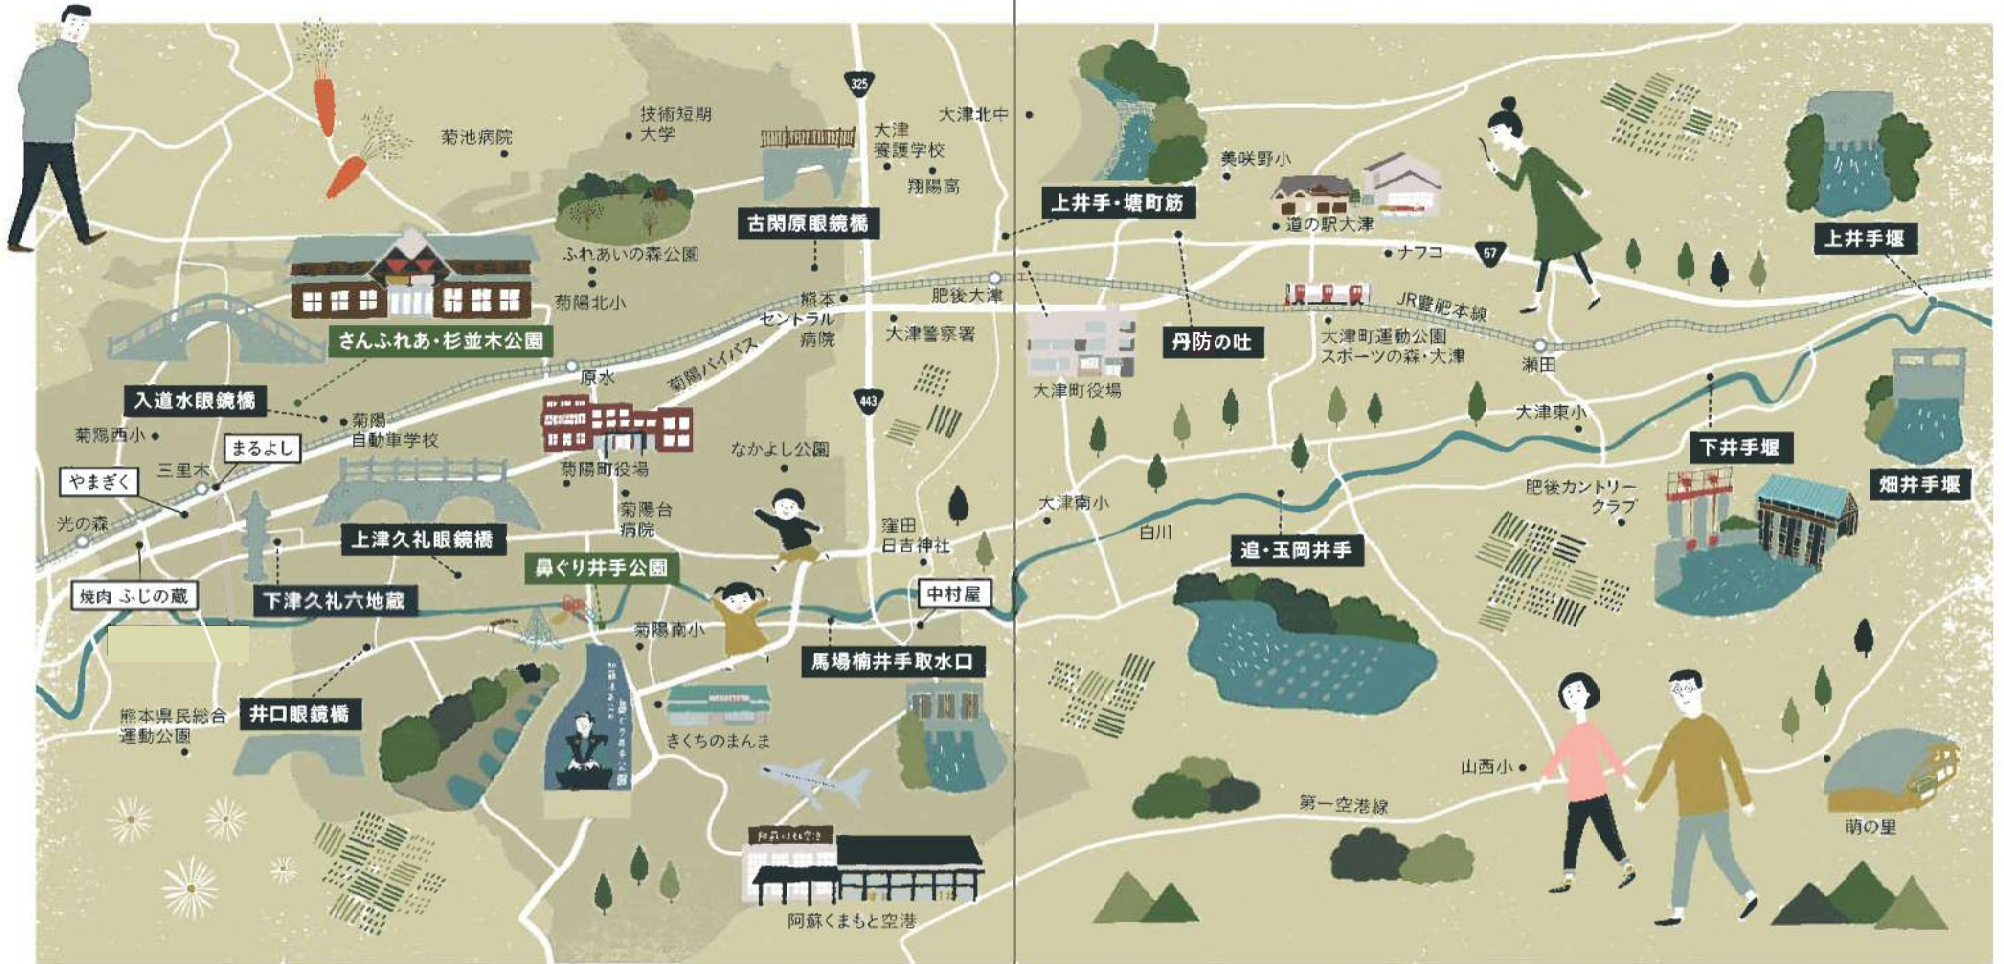 325
技術短期
大学
大津北中
菊池病院
大津
養護学校
翔陽高
美咲野小
上井手・塘町筋
古閑原眼鏡橋
道の駅大津
ナフコ
57
上井手堰
ふれあいの森公園
菊陽北小
熊本
セントラル
病院
肥後大津
大津警察署
JR豊肥本線
さんふれあ・杉並木公園
丹防の吐
大津町運動公園
スポーツの森・大津
瀬田
原水
菊陽バイパス
大津町役場
入道水眼鏡橋
菊陽
自動車学校
443
大津東小
菊陽西小
まるよし
下井手堰
三里木
やまぎく
菊陽町役場
なかよし公園
肥後カントリー
クラブ
畑井手堰
光の森
菊陽台
病院
大津南小
窪田
日吉神社
白川
上津久礼眼鏡橋
追・玉岡井手
鼻ぐり井手公園
焼肉 ふじの蔵
下津久礼六地蔵
中村屋
菊陽南小
馬場楠井手取水口
井口眼鏡橋
熊本県民総合
運動公園
きくちのまんま
鼻ぐり井手公園
山西小
第一空港線
萌の里
阿蘇くまもと空港
阿蘇くまもと空港